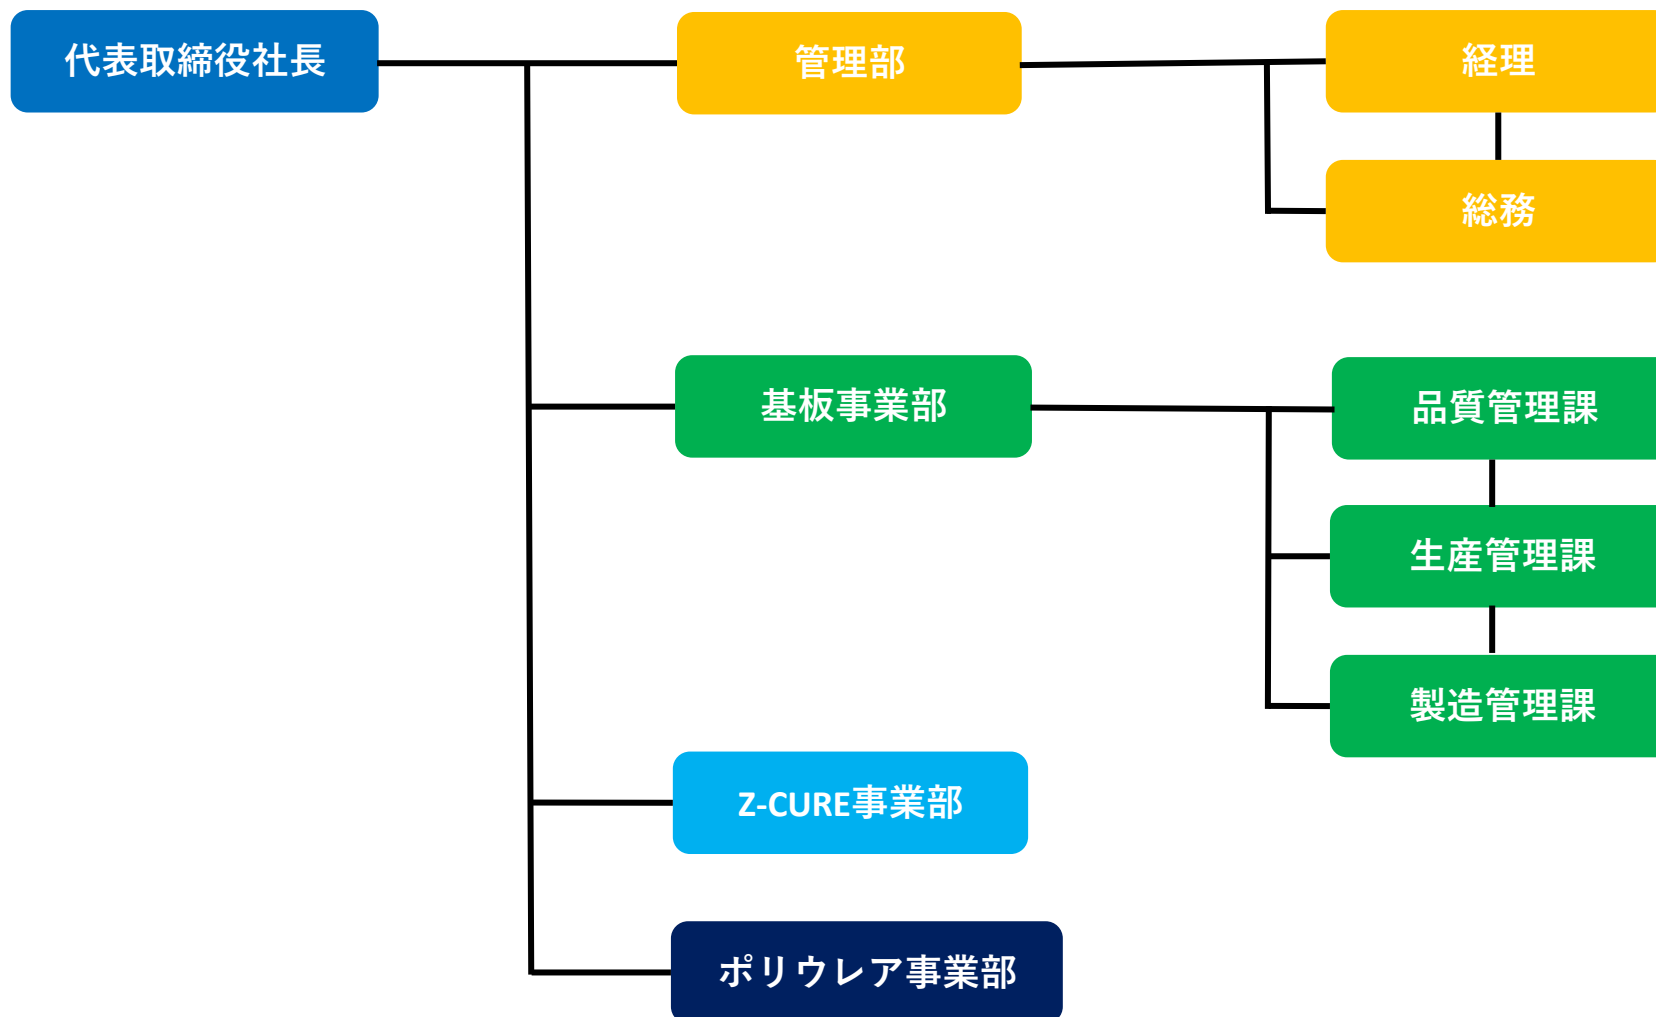 代表取締役社長
管理部
経理
総務
基板事業部
品質管理課
生産管理課
製造管理課
Z-CURE事業部
ポリウレア事業部